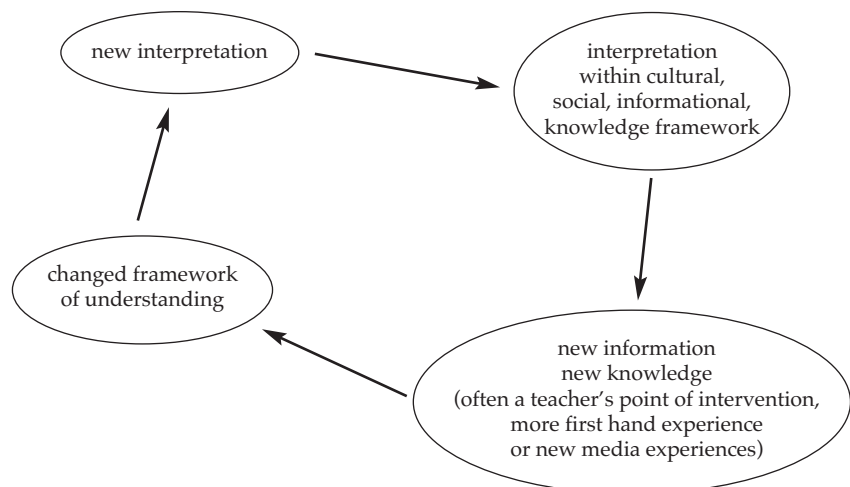 new interpretation
interpretation
within cultural,
social, informational,
knowledge framework
new information
new knowledge
(often a teacher’s point of intervention,
more first hand experience
or new media experiences)
changed framework
of understanding